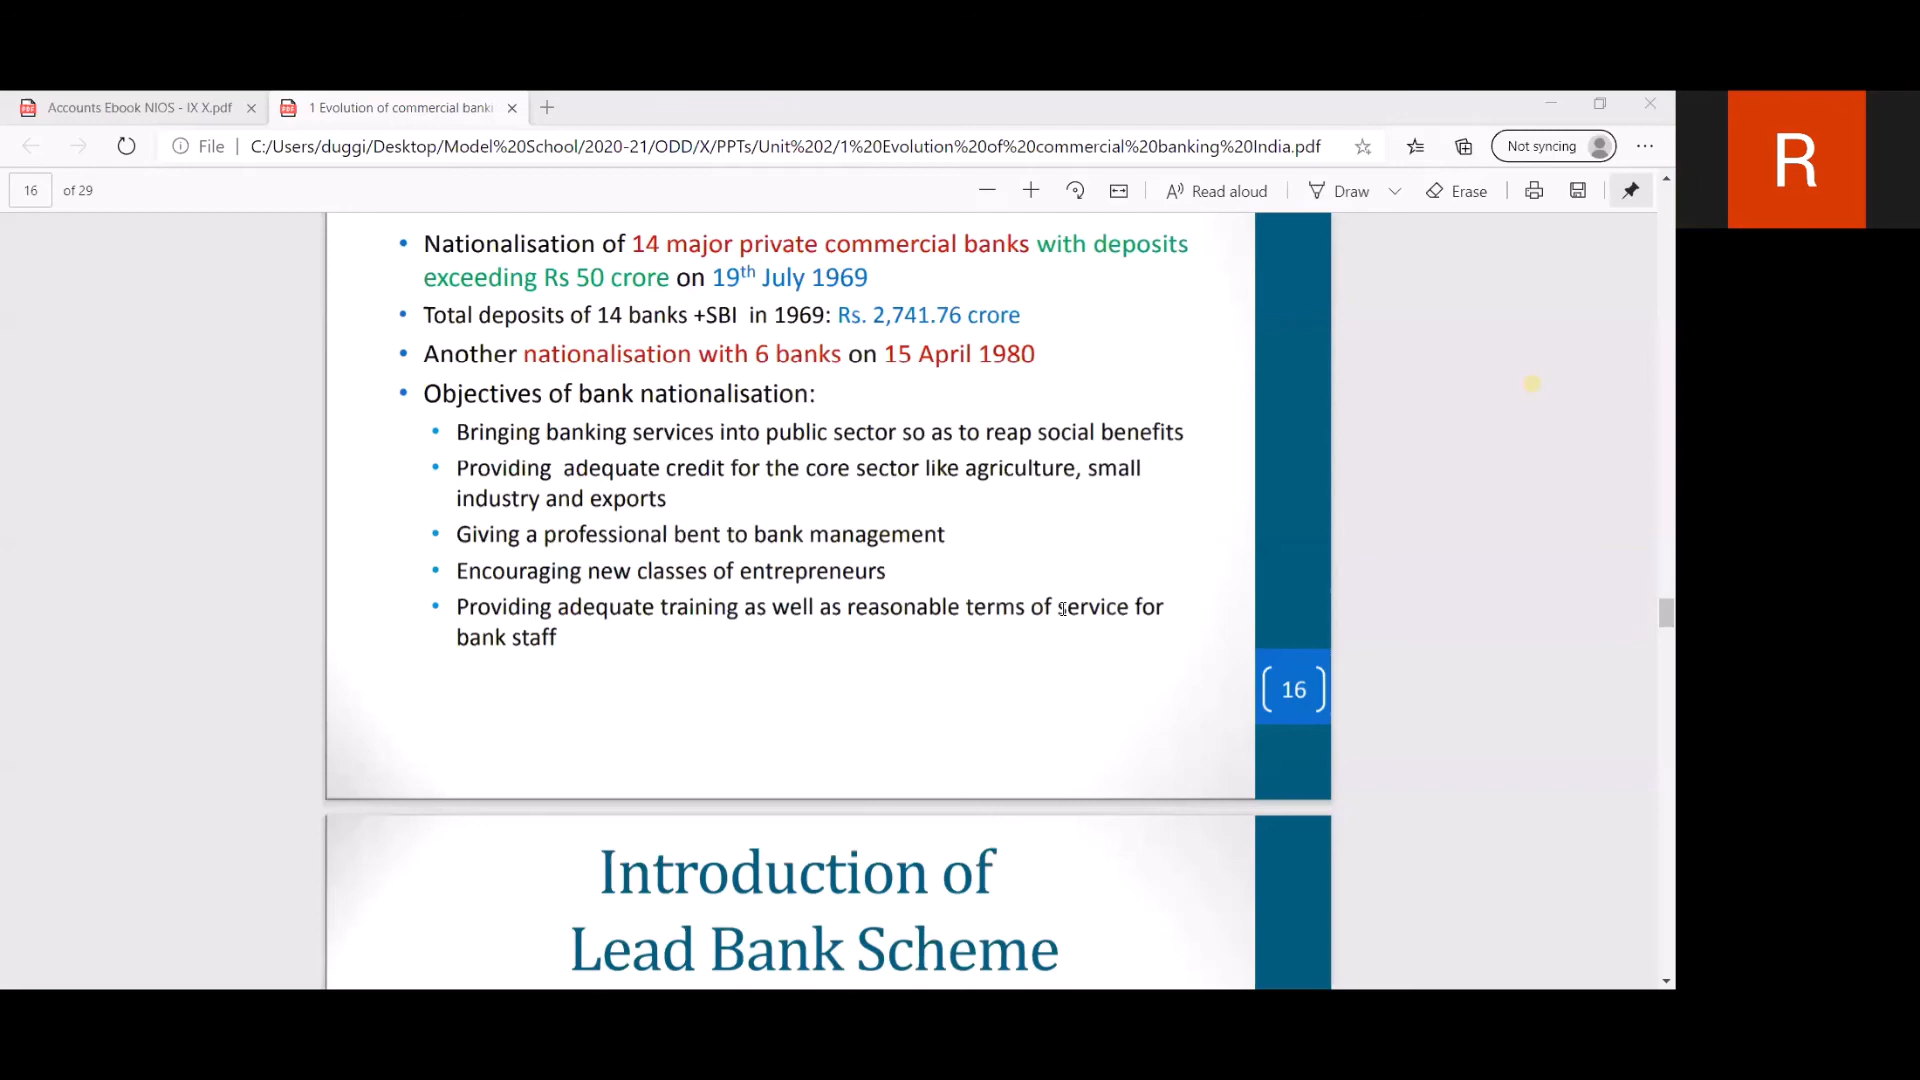 Accounts Ebook NIOS - IX X.pdf
1 Evolution of commercial banki
File
C:/Users/duggi/Desktop/Model%20School/2020-21/ODD/X/PPTs/Unit%202/1%20Evolution%20of%20commercial%20banking%20India.pdf
Not syncing
R
16 of 29
Read aloud
Draw
Erase
• Nationalisation of 14 major private commercial banks with deposits
exceeding Rs 50 crore on 19th July 1969
• Total deposits of 14 banks +SBI in 1969: Rs. 2,741.76 crore
• Another nationalisation with 6 banks on 15 April 1980
• Objectives of bank nationalisation:
• Bringing banking services into public sector so as to reap social benefits
• Providing adequate credit for the core sector like agriculture, small
industry and exports
• Giving a professional bent to bank management
• Encouraging new classes of entrepreneurs
• Providing adequate training as well as reasonable terms of service for
bank staff
16
Introduction of
Lead Bank Scheme